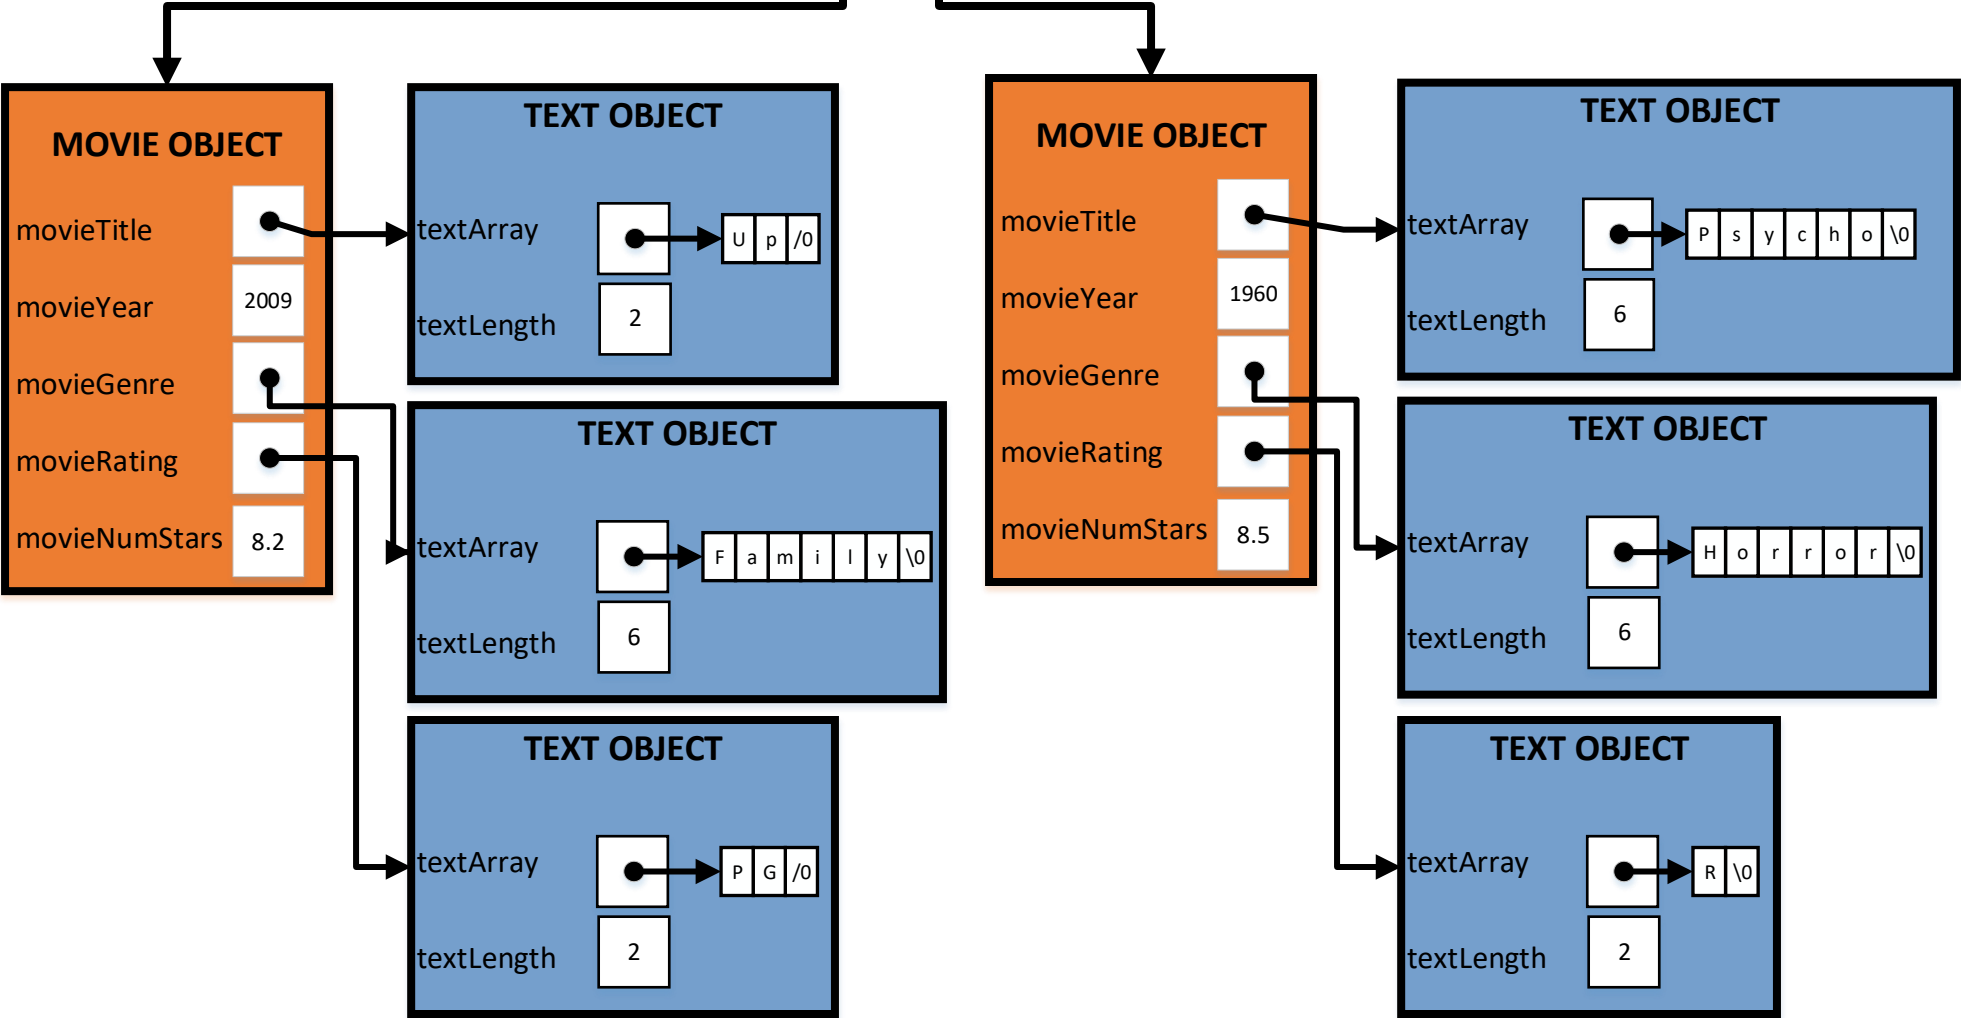 MOVIE OBJECT
movieTitle
movieYear 2009
movieGenre
movieRating
movieNumStars 8.2
TEXT OBJECT
textArray U p /0
textLength 2
TEXT OBJECT
textArray F a m i l y \0
textLength 6
TEXT OBJECT
textArray P G /0
textLength 2
MOVIE OBJECT
movieTitle
movieYear 1960
movieGenre
movieRating
movieNumStars 8.5
TEXT OBJECT
textArray P s y c h o \0
textLength 6
TEXT OBJECT
textArray H o r r o r \0
textLength 6
TEXT OBJECT
textArray R \0
textLength 2